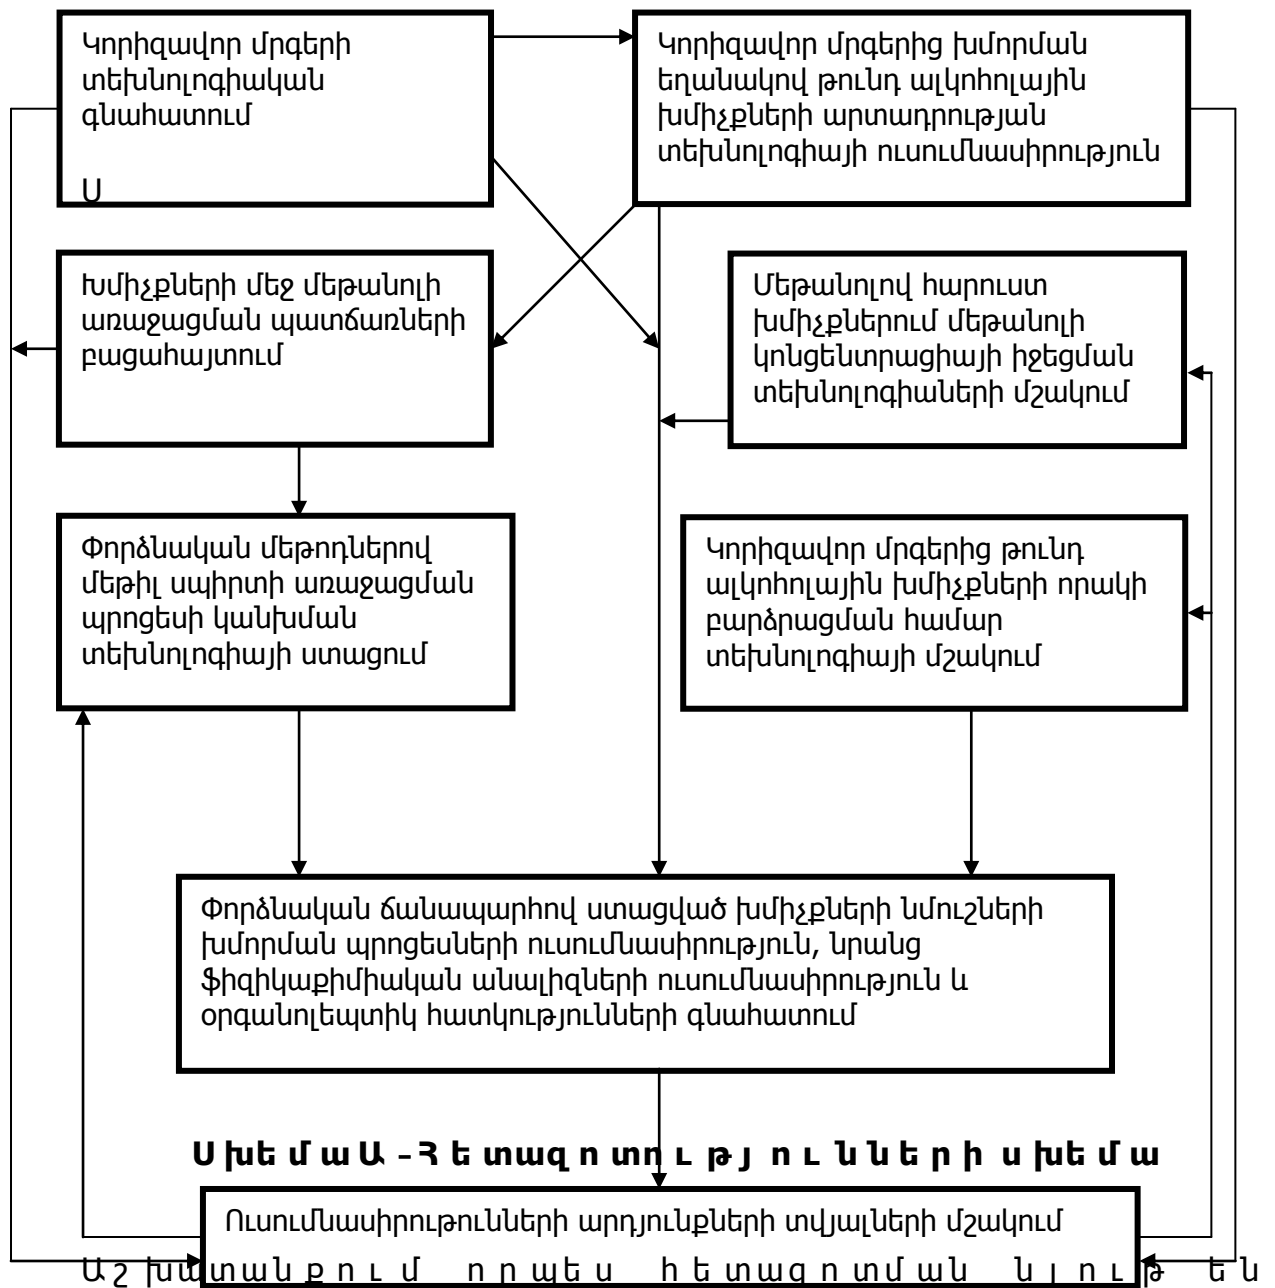 Կորիզավոր մրգերի
տեխնոլոգիական
գնահատում
Ս
Կորիզավոր մրգերից խմորման
եղանակով թունդ ալկոհոլային
խմիչքների արտադրության
տեխնոլոգիայի ուսումնասիրություն
Խմիչքների մեջ մեթանոլի
առաջացման պատճառների
բացահայտում
Մեթանոլով հարուստ
խմիչքներում մեթանոլի
կոնցենտրացիայի իջեցման
տեխնոլոգիաների մշակում
Փորձնական մեթոդներով
մեթիլ սպիրտի առաջացման
պրոցեսի կանխման
տեխնոլոգիայի ստացում
Կորիզավոր մրգերից թունդ
ալկոհոլային խմիչքների որակի
բարձրացման համար
տեխնոլոգիայի մշակում
Փորձնական ճանապարհով ստացված խմիչքների նմուշների
խմորման պրոցեսների ուսումնասիրություն, նրանց
ֆիզիկաքիմիական անալիզների ուսումնասիրություն և
օրգանոլեպտիկ հատկությունների գնահատում
Սխեմա Ա - Հետազոտությունների սխեմա
Ուսումնասիրութունների արդյունքների տվյալների մշակում
Աշխատանքում որպես հետազոտման նյութ են